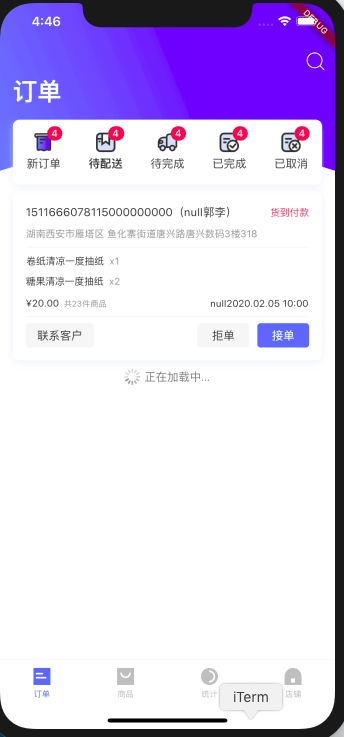 4:46
DEBUG
订单
4 4 4 4 4
新订单 待配送 待完成 已完成 已取消
1511666078115000000000（null郭李） 货到付款
湖南西安市雁塔区 鱼化寨街道唐兴路唐兴数码3楼318
卷纸清凉一度抽纸 x1
糖果清凉一度抽纸 x2
¥20.00 共23件商品 null2020.02.05 10:00
联系客户 拒单 接单
正在加载中...
订单 商品 统计 店铺
iTerm